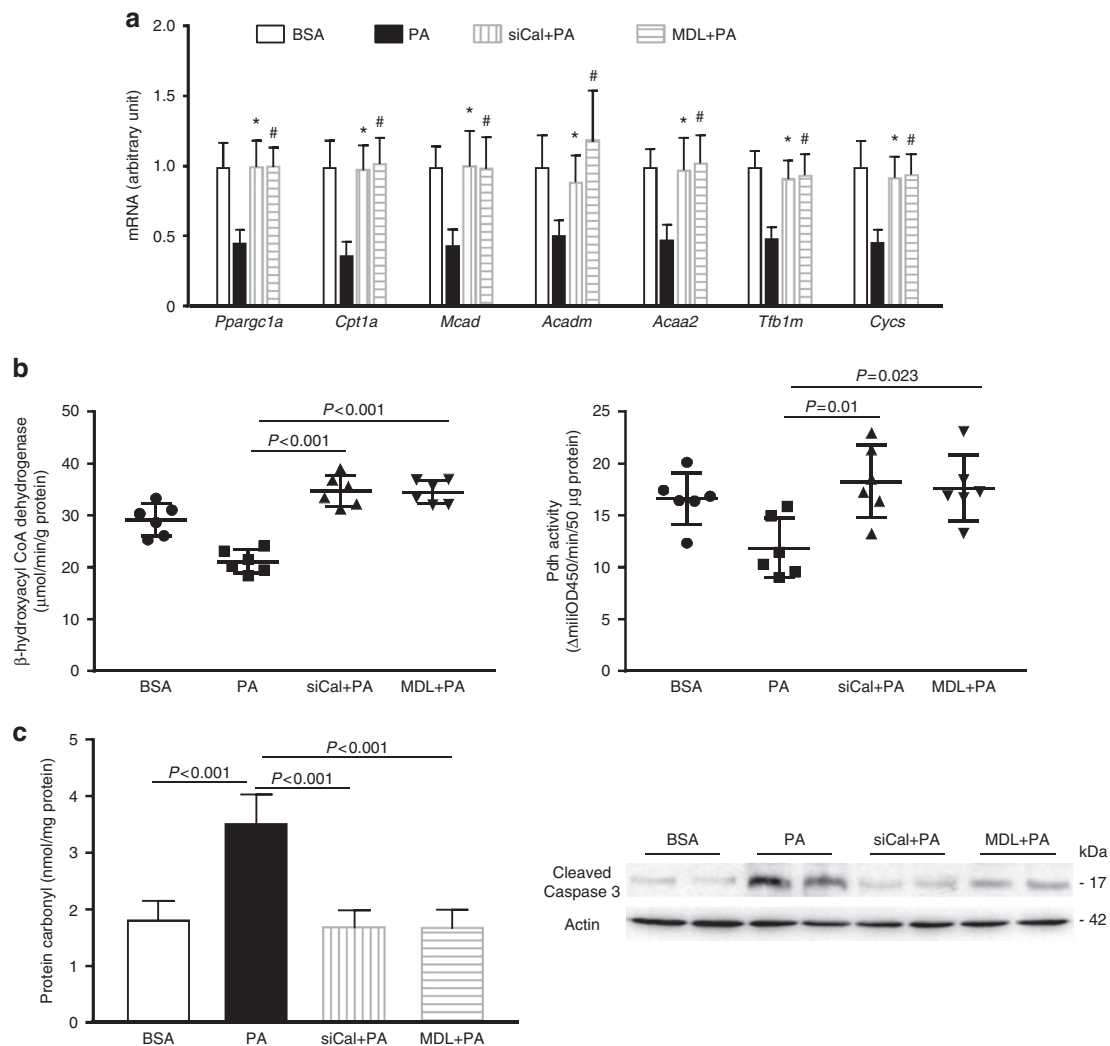 a
2.0
1.5
1.0
0.5
0
mRNA (arbitrary unit)
BSA PA siCal+PA MDL+PA
* # * # * # * # * # * # * #
Ppargc1a Cpt1a Mcad Acadm Acaa2 Tfb1m Cycs
b
50
40
30
20
10
0
β-hydroxyacyl CoA dehydrogenase
(μmol/min/g protein)
P<0.001
P<0.001
BSA PA siCal+PA MDL+PA
25
20
15
10
5
0
Pdh activity
(ΔmiliOD450/min/50 μg protein)
P=0.023
P=0.01
BSA PA siCal+PA MDL+PA
c
5
4
3
2
1
0
Protein carbonyl (nmol/mg protein)
P<0.001
P<0.001 P<0.001
BSA PA siCal+PA MDL+PA
BSA PA siCal+PA MDL+PA kDa
Cleaved
Caspase 3
- 17
Actin - 42